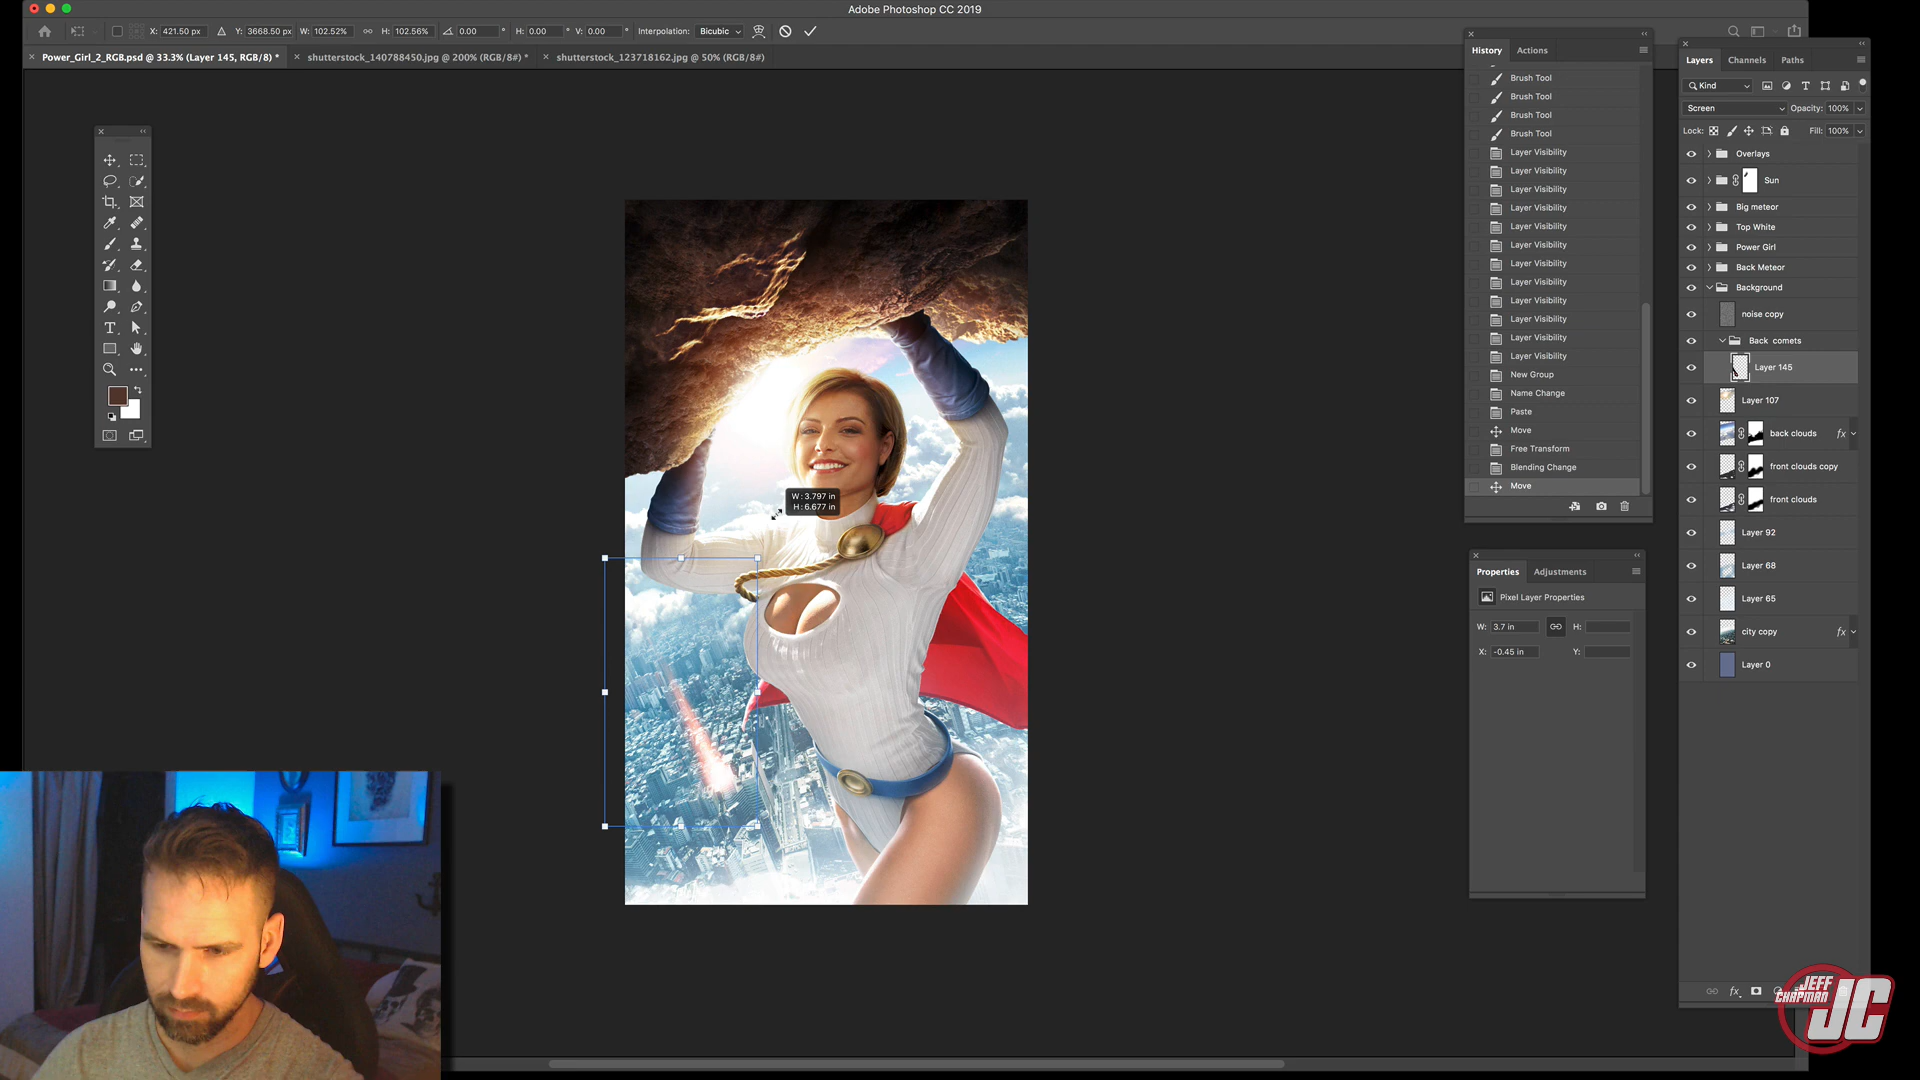 Adobe Photoshop CC 2019
X: 421.50 px Y: 3668.50 px W: 102.52% H: 102.56% 0.00 ° H: 0.00 ° V: 0.00 ° Interpolation: Bicubic
Power_Girl_2_RGB.psd @ 33.3% (Layer 145, RGB/8) * shutterstock_140788450.jpg @ 200% (RGB/8#) * shutterstock_123718162.jpg @ 50% (RGB/8#)
History Actions
Brush Tool
Brush Tool
Brush Tool
Brush Tool
Layer Visibility
Layer Visibility
Layer Visibility
Layer Visibility
Layer Visibility
Layer Visibility
Layer Visibility
Layer Visibility
Layer Visibility
Layer Visibility
Layer Visibility
Layer Visibility
New Group
Name Change
Paste
Move
Free Transform
Blending Change
Move
W: 3.797 in
H: 6.677 in
Properties Adjustments
Pixel Layer Properties
W: 3.7 in H:
X: -0.45 in Y:
Layers Channels Paths
Kind
Screen Opacity: 100%
Lock: Fill: 100%
Overlays
Sun
Big meteor
Top White
Power Girl
Back Meteor
Background
noise copy
Back comets
Layer 145
Layer 107
back clouds fx
front clouds copy
front clouds
Layer 92
Layer 68
Layer 65
city copy fx
Layer 0
fx
JEFF
CHAPMAN
JC